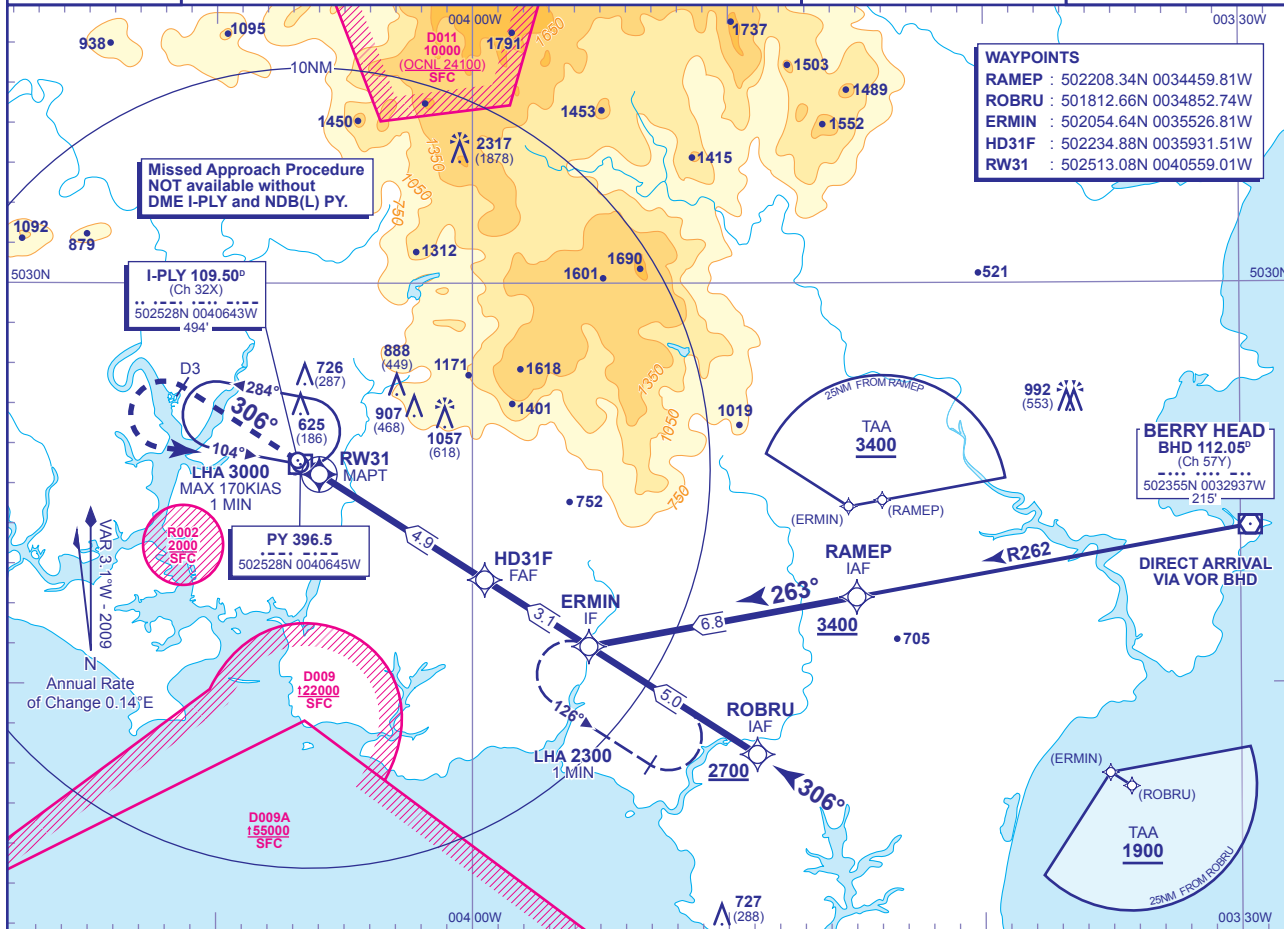 004 00W
003 30W
1095
938
D011
10000
(OCNL 24100)
SFC
1791
1650
1737
1503
1489
1552
1453
1450
10NM
2317
(1878)
1350
1050
750
1415
WAYPOINTS
RAMEP : 502208.34N 0034459.81W
ROBRU : 501812.66N 0034852.74W
ERMIN : 502054.64N 0035526.81W
HD31F : 502234.88N 0035931.51W
RW31 : 502513.08N 0040559.01W
Missed Approach Procedure
NOT available without
DME I-PLY and NDB(L) PY.
1092
879
1312
1601
1690
521
5030N
5030N
I-PLY 109.50ᴰ
(Ch 32X)
502528N 0040643W
494'
D3
284°
306°
104°
LHA 3000
MAX 170KIAS
1 MIN
726
(287)
625
(186)
888
(449)
907
(468)
1057
(618)
1171
1618
1401
1350
1050
750
1019
752
25NM FROM RAMEP
TAA
3400
(ERMIN)
(RAMEP)
992
(553)
BERRY HEAD
BHD 112.05ᴰ
(Ch 57Y)
502355N 0032937W
215'
DIRECT ARRIVAL
VIA VOR BHD
R262
RW31
MAPT
R002
2000
SFC
PY 396.5
502528N 0040645W
4.9
HD31F
FAF
3.1
ERMIN
IF
RAMEP
IAF
263°
6.8
3400
705
VAR 3.1°W - 2009
N
Annual Rate
of Change 0.14°E
D009
↑22000
SFC
D009A
↑55000
SFC
126°
5.0
LHA 2300
1 MIN
ROBRU
IAF
2700
306°
(ERMIN)
(ROBRU)
TAA
1900
25NM FROM ROBRU
727
(288)
004 00W
003 30W